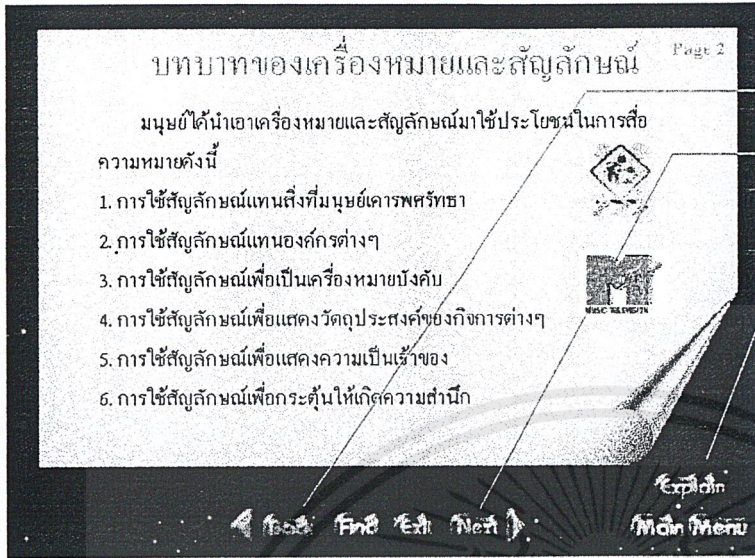 Page 2
บทบาทของเครื่องหมายและสัญลักษณ์
มนุษย์ได้นำเอาเครื่องหมายและสัญลักษณ์มาใช้ประโยชน์ในการสื่อ
ความหมายดังนี้
1. การใช้สัญลักษณ์แทนสิ่งที่มนุษย์เคารพศรัทธา
2. การใช้สัญลักษณ์แทนองค์กรต่างๆ
3. การใช้สัญลักษณ์เพื่อเป็นเครื่องหมายบังคับ
4. การใช้สัญลักษณ์เพื่อแสดงวัตถุประสงค์ของกิจการต่างๆ
5. การใช้สัญลักษณ์เพื่อแสดงความเป็นเจ้าของ
6. การใช้สัญลักษณ์เพื่อกระตุ้นให้เกิดความสำนึก
MUSIC TELEVISION
Explain
Back Find Exit Next Main Menu